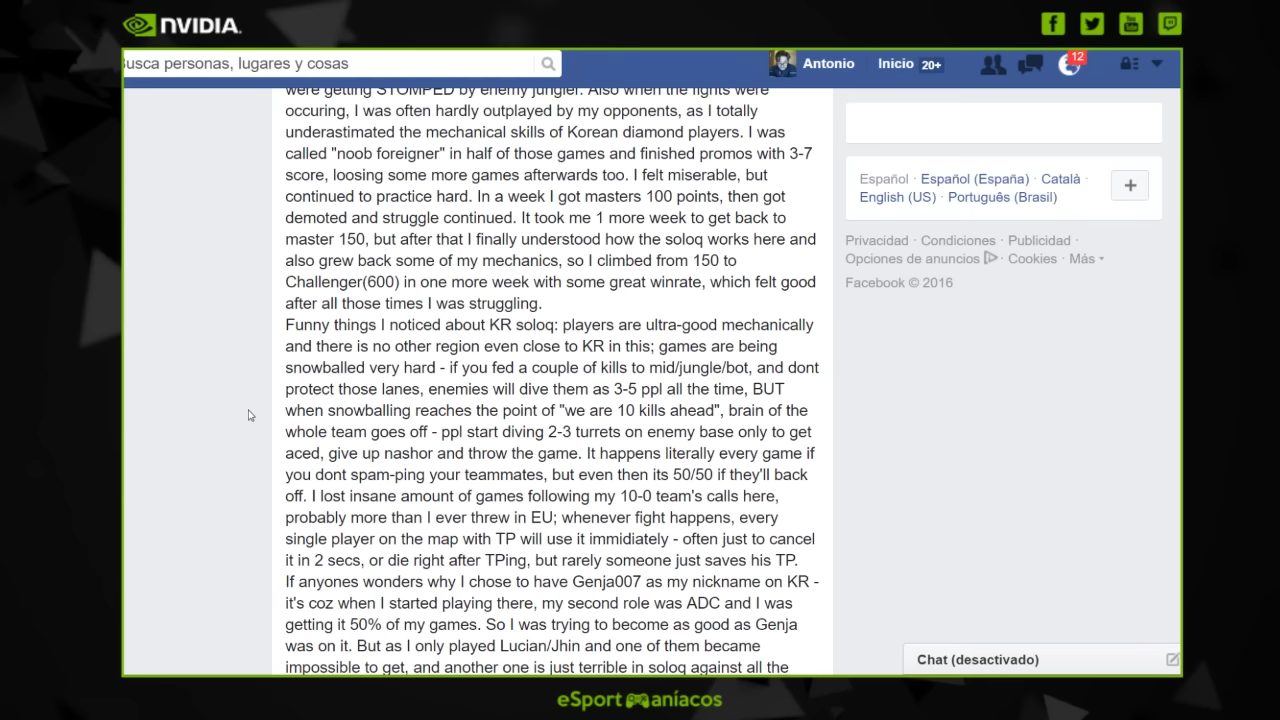 NVIDIA
Busca personas, lugares y cosas
Antonio
Inicio 20+
12
were getting STOMPED by enemy jungler. Also when the fights were
occuring, I was often hardly outplayed by my opponents, as I totally
underastimated the mechanical skills of Korean diamond players. I was
called "noob foreigner" in half of those games and finished promos with 3-7
score, loosing some more games afterwards too. I felt miserable, but
continued to practice hard. In a week I got masters 100 points, then got
demoted and struggle continued. It took me 1 more week to get back to
master 150, but after that I finally understood how the soloq works here and
also grew back some of my mechanics, so I climbed from 150 to
Challenger(600) in one more week with some great winrate, which felt good
after all those times I was struggling.
Funny things I noticed about KR soloq: players are ultra-good mechanically
and there is no other region even close to KR in this; games are being
snowballed very hard - if you fed a couple of kills to mid/jungle/bot, and dont
protect those lanes, enemies will dive them as 3-5 ppl all the time, BUT
when snowballing reaches the point of "we are 10 kills ahead", brain of the
whole team goes off - ppl start diving 2-3 turrets on enemy base only to get
aced, give up nashor and throw the game. It happens literally every game if
you dont spam-ping your teammates, but even then its 50/50 if they'll back
off. I lost insane amount of games following my 10-0 team's calls here,
probably more than I ever threw in EU; whenever fight happens, every
single player on the map with TP will use it immidiately - often just to cancel
it in 2 secs, or die right after TPing, but rarely someone just saves his TP.
If anyones wonders why I chose to have Genja007 as my nickname on KR -
it's coz when I started playing there, my second role was ADC and I was
getting it 50% of my games. So I was trying to become as good as Genja
was on it. But as I only played Lucian/Jhin and one of them became
impossible to get, and another one is just terrible in soloq against all the
Español · Español (España) · Català ·
English (US) · Português (Brasil)
Privacidad · Condiciones · Publicidad ·
Opciones de anuncios · Cookies · Más
Facebook © 2016
Chat (desactivado)
eSportmaníacos